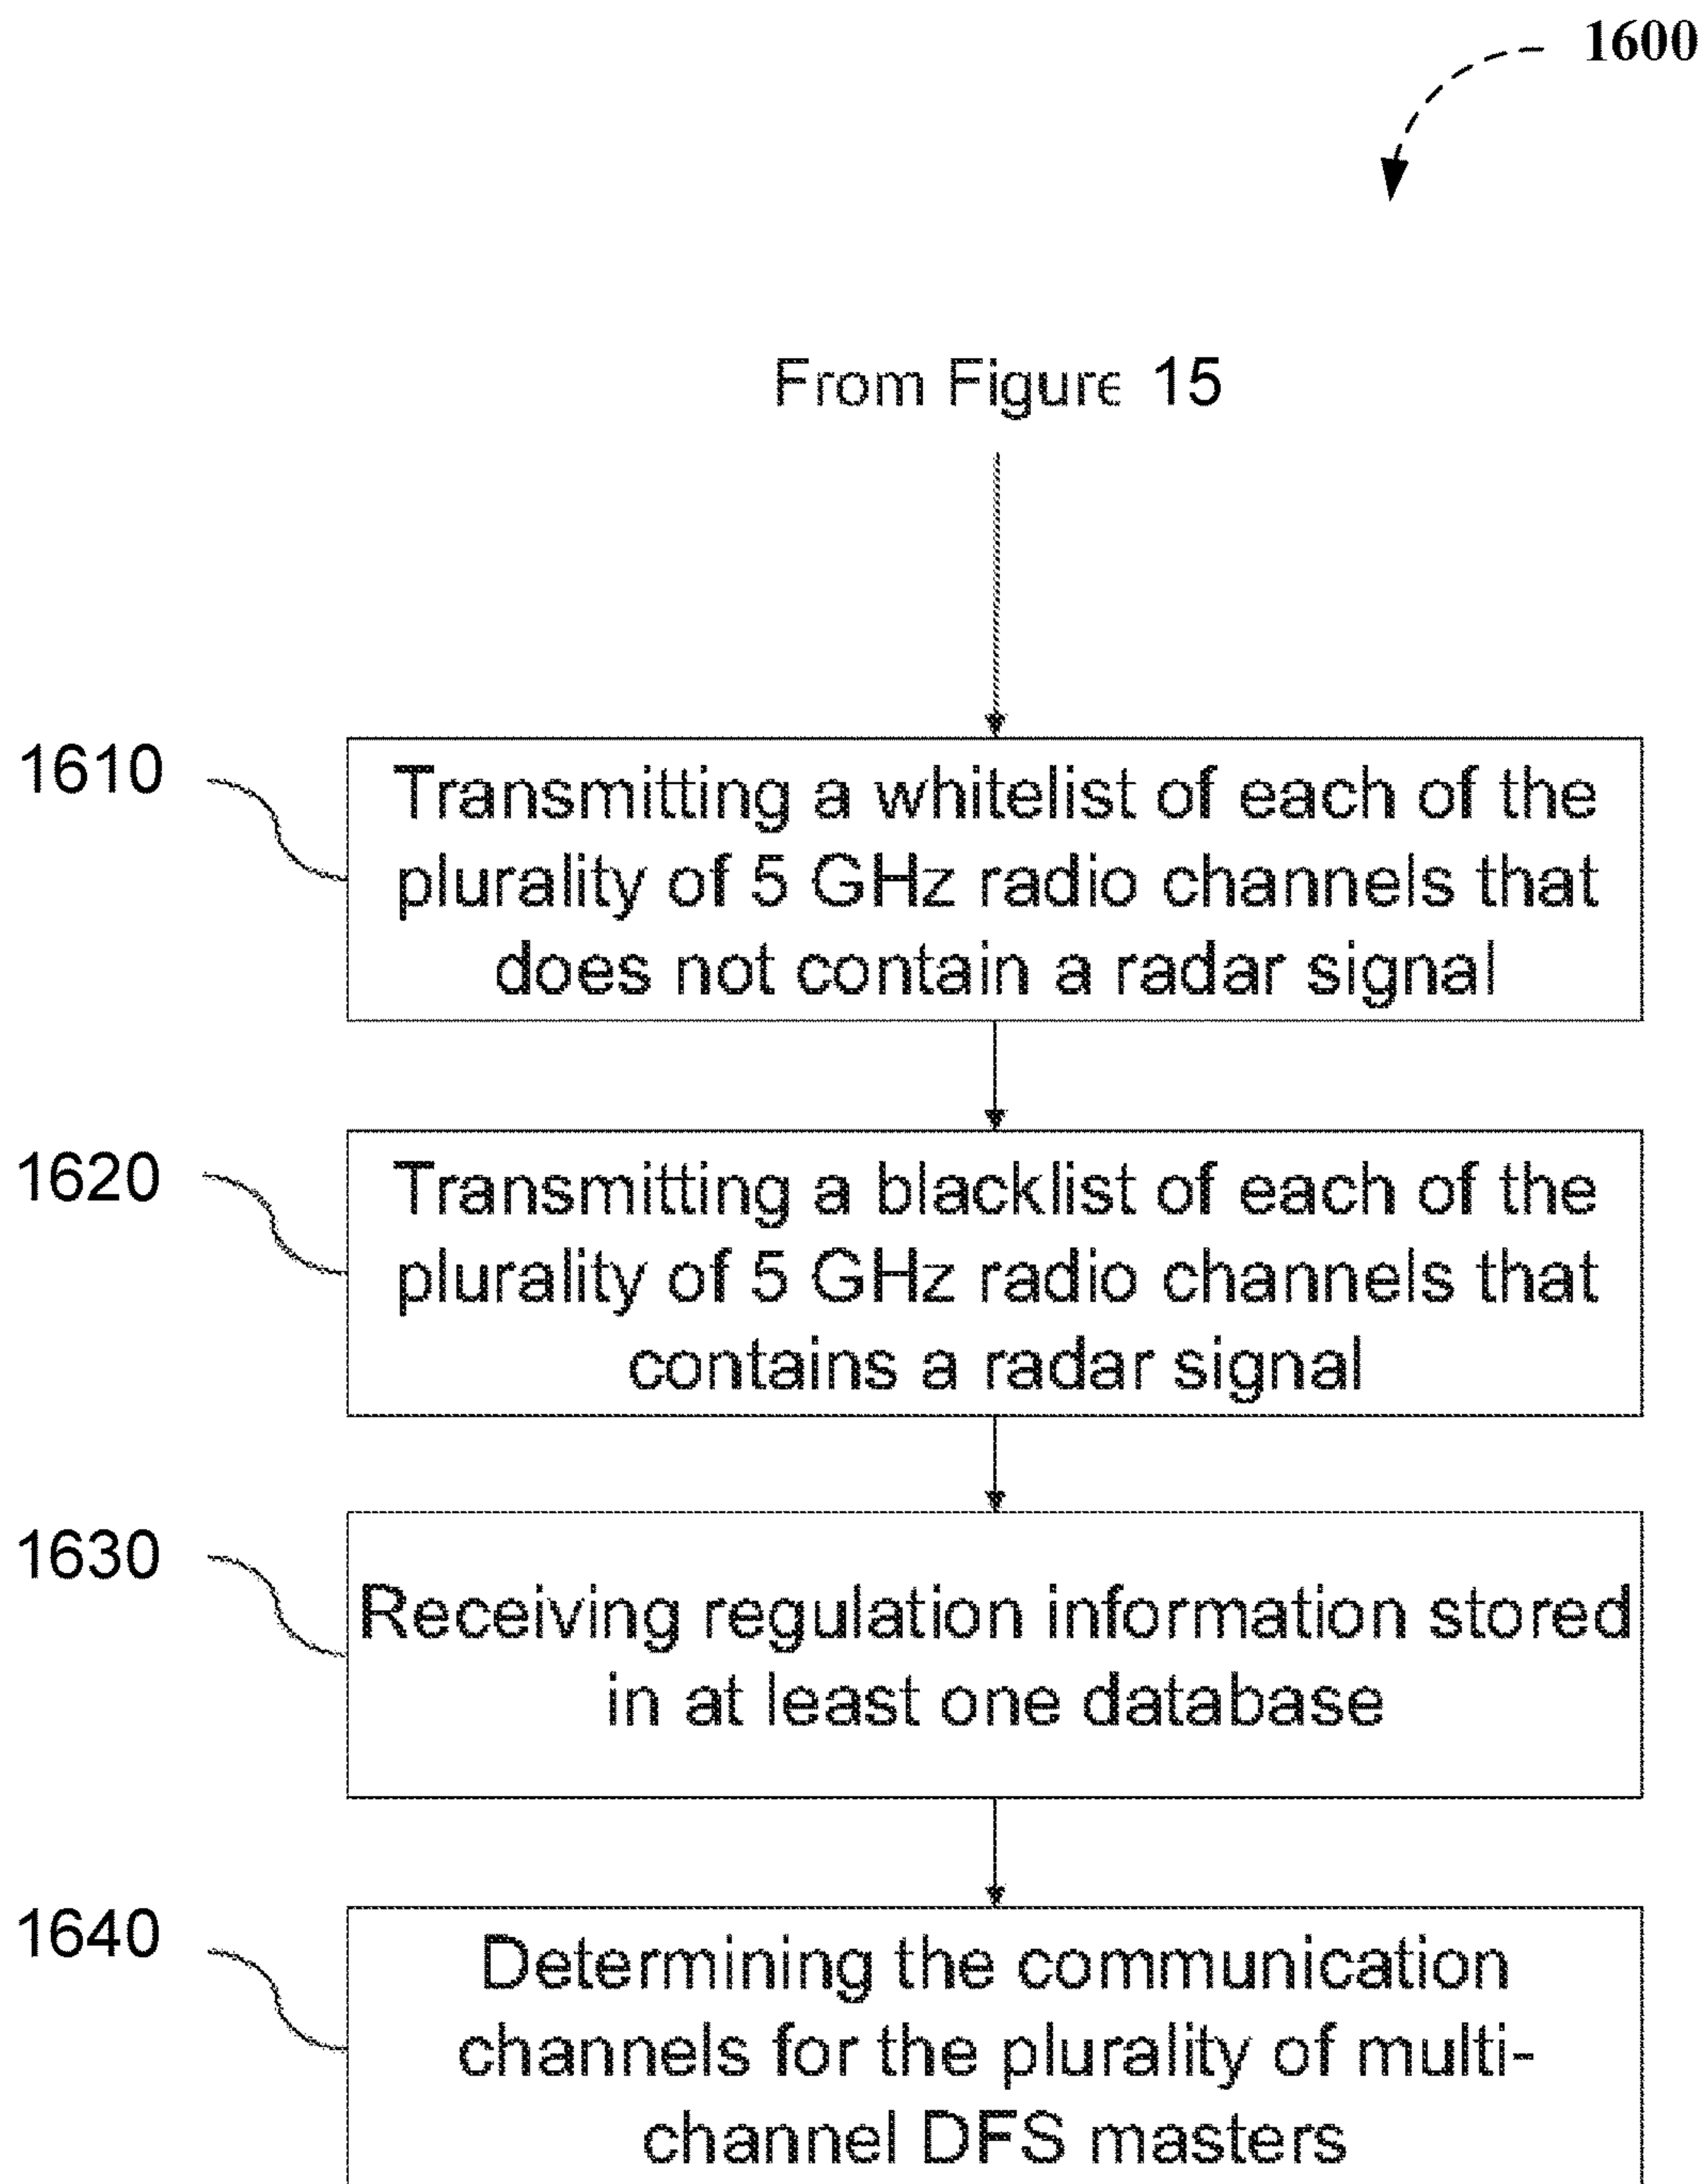 1600
From Figure 15
1610
Transmitting a whitelist of each of the
plurality of 5 GHz radio channels that
does not contain a radar signal
1620
Transmitting a blacklist of each of the
plurality of 5 GHz radio channels that
contains a radar signal
1630
Receiving regulation information stored
in at least one database
1640
Determining the communication
channels for the plurality of multi-
channel DFS masters